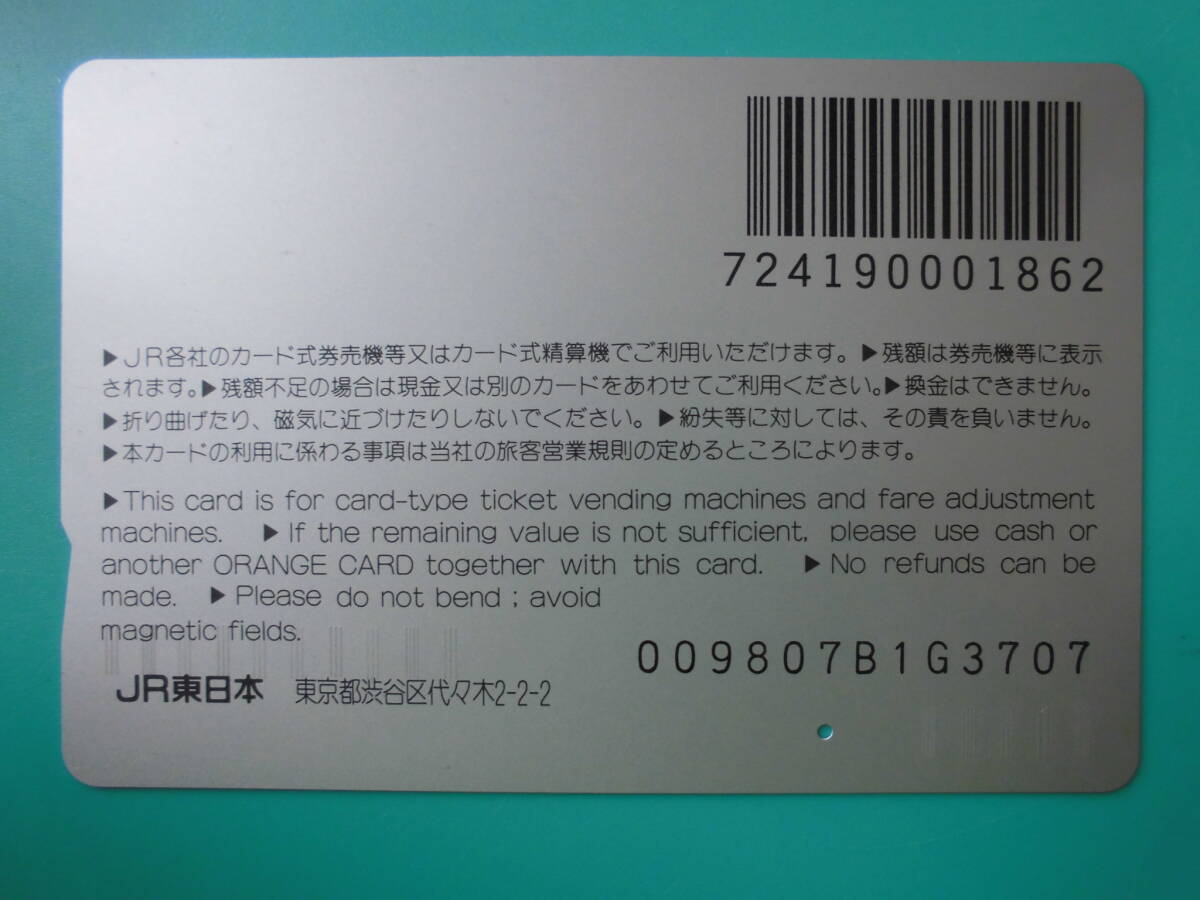 724190001862
▶JR各社のカード式券売機等又はカード式精算機でご利用いただけます。▶残額は券売機等に表示
されます。▶残額不足の場合は現金又は別のカードをあわせてご利用ください。▶換金はできません。
▶折り曲げたり、磁気に近づけたりしないでください。▶紛失等に対しては、その責を負いません。
▶本カードの利用に係わる事項は当社の旅客営業規則の定めるところによります。
▶This card is for card-type ticket vending machines and fare adjustment
machines. ▶If the remaining value is not sufficient, please use cash or
another ORANGE CARD together with this card. ▶No refunds can be
made. ▶Please do not bend ; avoid
magnetic fields.
009807B1G3707
JR東日本 東京都渋谷区代々木2-2-2